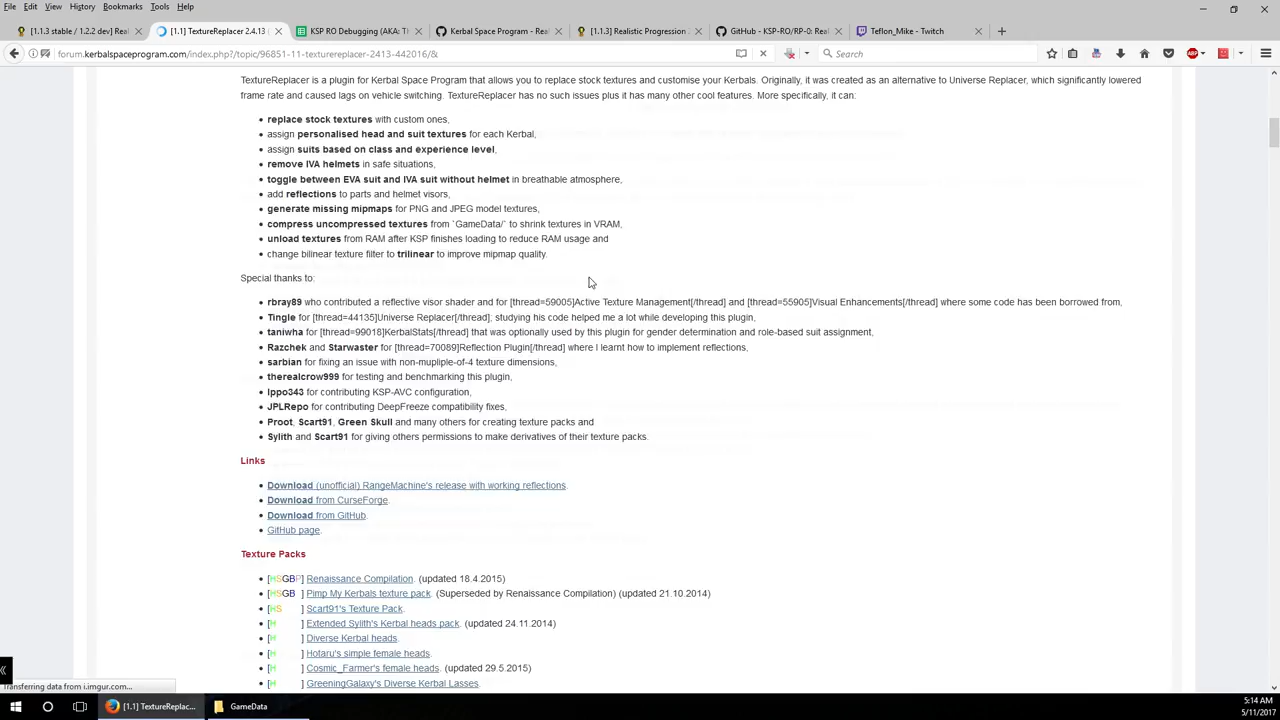 File Edit View History Bookmarks Tools Help
[1.1.3 stable / 1.2.2 dev] Real...
[1.1] TextureReplacer 2.4.13 ...
KSP RO Debugging (AKA: Th...
Kerbal Space Program - Rea...
[1.1.3] Realistic Progression ...
GitHub - KSP-RO/RP-0: Real...
Teflon_Mike - Twitch
forum.kerbalspaceprogram.com/index.php?/topic/96851-11-texturereplacer-2413-442016/&
Search
TextureReplacer is a plugin for Kerbal Space Program that allows you to replace stock textures and customise your Kerbals. Originally, it was created as an alternative to Universe Replacer, which significantly lowered
frame rate and caused lags on vehicle switching. TextureReplacer has no such issues plus it has many other cool features. More specifically, it can:
• replace stock textures with custom ones,
• assign personalised head and suit textures for each Kerbal,
• assign suits based on class and experience level,
• remove IVA helmets in safe situations,
• toggle between EVA suit and IVA suit without helmet in breathable atmosphere,
• add reflections to parts and helmet visors,
• generate missing mipmaps for PNG and JPEG model textures,
• compress uncompressed textures from `GameData/` to shrink textures in VRAM,
• unload textures from RAM after KSP finishes loading to reduce RAM usage and
• change bilinear texture filter to trilinear to improve mipmap quality.
Special thanks to:
• rbray89 who contributed a reflective visor shader and for [thread=59005]Active Texture Management[/thread] and [thread=55905]Visual Enhancements[/thread] where some code has been borrowed from,
• Tingle for [thread=44135]Universe Replacer[/thread]; studying his code helped me a lot while developing this plugin,
• taniwha for [thread=99018]KerbalStats[/thread] that was optionally used by this plugin for gender determination and role-based suit assignment,
• Razchek and Starwaster for [thread=70089]Reflection Plugin[/thread] where I learnt how to implement reflections,
• sarbian for fixing an issue with non-mupliple-of-4 texture dimensions,
• therealcrow999 for testing and benchmarking this plugin,
• Ippo343 for contributing KSP-AVC configuration,
• JPLRepo for contributing DeepFreeze compatibility fixes,
• Proot, Scart91, Green Skull and many others for creating texture packs and
• Sylith and Scart91 for giving others permissions to make derivatives of their texture packs.
Links
• Download (unofficial) RangeMachine's release with working reflections.
• Download from CurseForge.
• Download from GitHub.
• GitHub page.
Texture Packs
• [HSGBP] Renaissance Compilation. (updated 18.4.2015)
• [HSGB ] Pimp My Kerbals texture pack. (Superseded by Renaissance Compilation) (updated 21.10.2014)
• [HS ] Scart91's Texture Pack.
• [H ] Extended Sylith's Kerbal heads pack. (updated 24.11.2014)
• [H ] Diverse Kerbal heads.
• [H ] Hotaru's simple female heads.
• [H ] Cosmic_Farmer's female heads. (updated 29.5.2015)
• [H ] GreeningGalaxy's Diverse Kerbal Lasses.
Transferring data from i.imgur.com...
[1.1] TextureReplac...
GameData
5:14 AM
5/11/2017